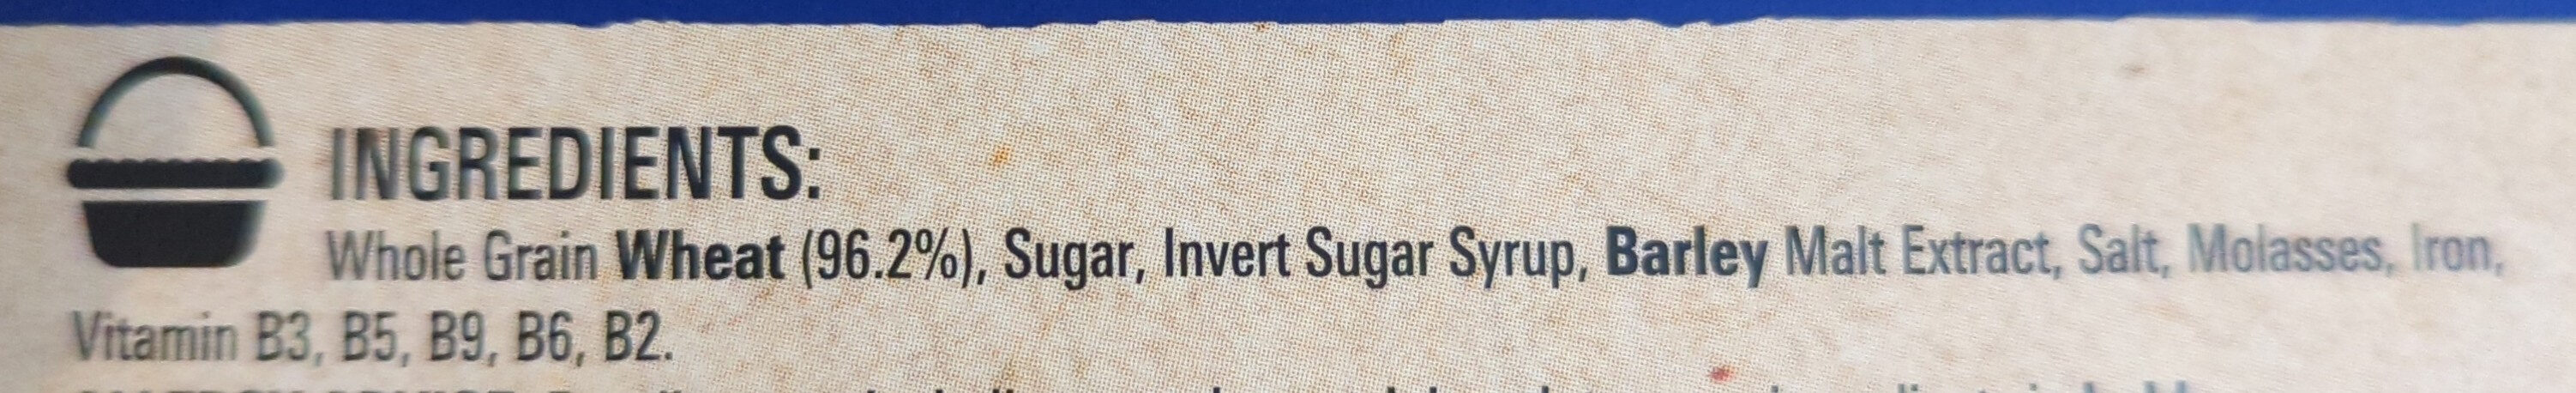 INGREDIENTS:
Whole Grain Wheat (96.2%), Sugar, Invert Sugar Syrup, Barley Malt Extract, Salt, Molasses, Iron,
Vitamin B3, B5, B9, B6, B2.